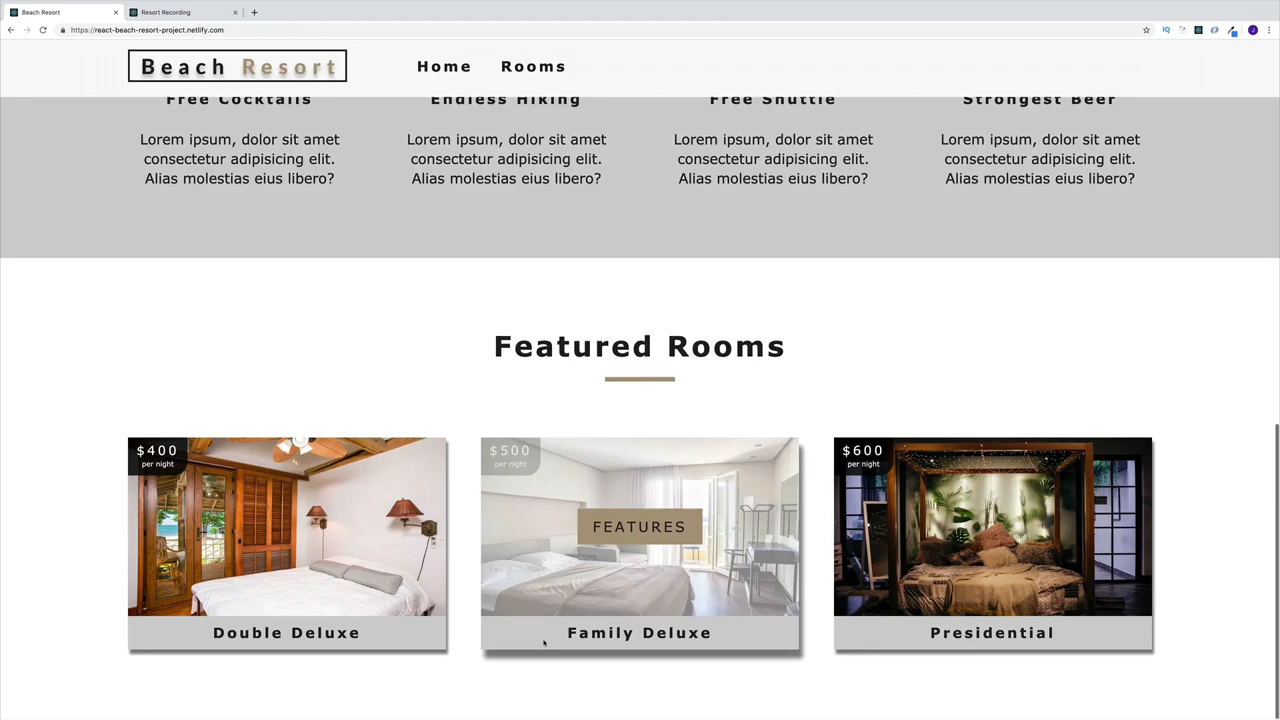 Beach Resort
Resort Recording
https://react-beach-resort-project.netlify.com
Beach Resort
Home Rooms
Free Cocktails
Endless Hiking
Free Shuttle
Strongest Beer
Lorem ipsum, dolor sit amet
consectetur adipisicing elit.
Alias molestias eius libero?
Lorem ipsum, dolor sit amet
consectetur adipisicing elit.
Alias molestias eius libero?
Lorem ipsum, dolor sit amet
consectetur adipisicing elit.
Alias molestias eius libero?
Lorem ipsum, dolor sit amet
consectetur adipisicing elit.
Alias molestias eius libero?
Featured Rooms
$400
per night
Double Deluxe
$500
per night
FEATURES
Family Deluxe
$600
per night
Presidential